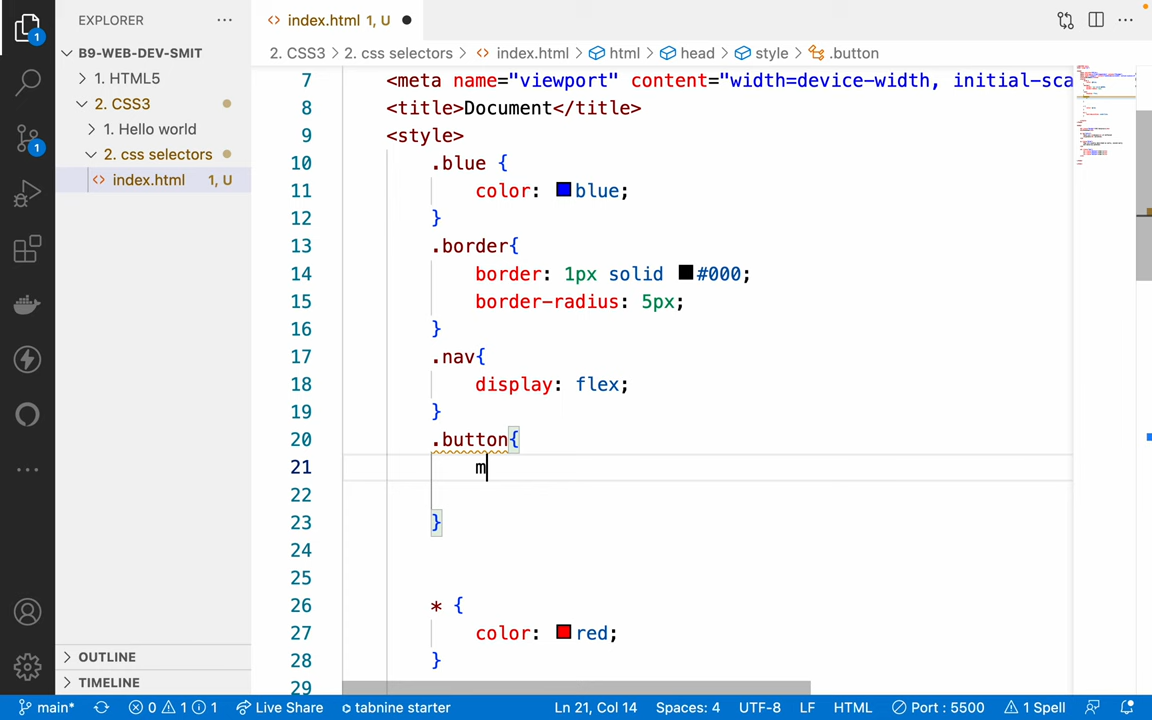 EXPLORER
index.html 1, U
B9-WEB-DEV-SMIT
1. HTML5
2. CSS3
1. Hello world
2. css selectors
index.html 1, U
OUTLINE
TIMELINE
2. CSS3 > 2. css selectors > index.html > html > head > style > .button
7 <meta name="viewport" content="width=device-width, initial-sca
8 <title>Document</title>
9 <style>
10 .blue {
11 color: blue;
12 }
13 .border{
14 border: 1px solid #000;
15 border-radius: 5px;
16 }
17 .nav{
18 display: flex;
19 }
20 .button{
21 m
22
23 }
24
25
26 * {
27 color: red;
28 }
29
1
1
main* 0 1 1 Live Share tabnine starter Ln 21, Col 14 Spaces: 4 UTF-8 LF HTML Port : 5500 1 Spell